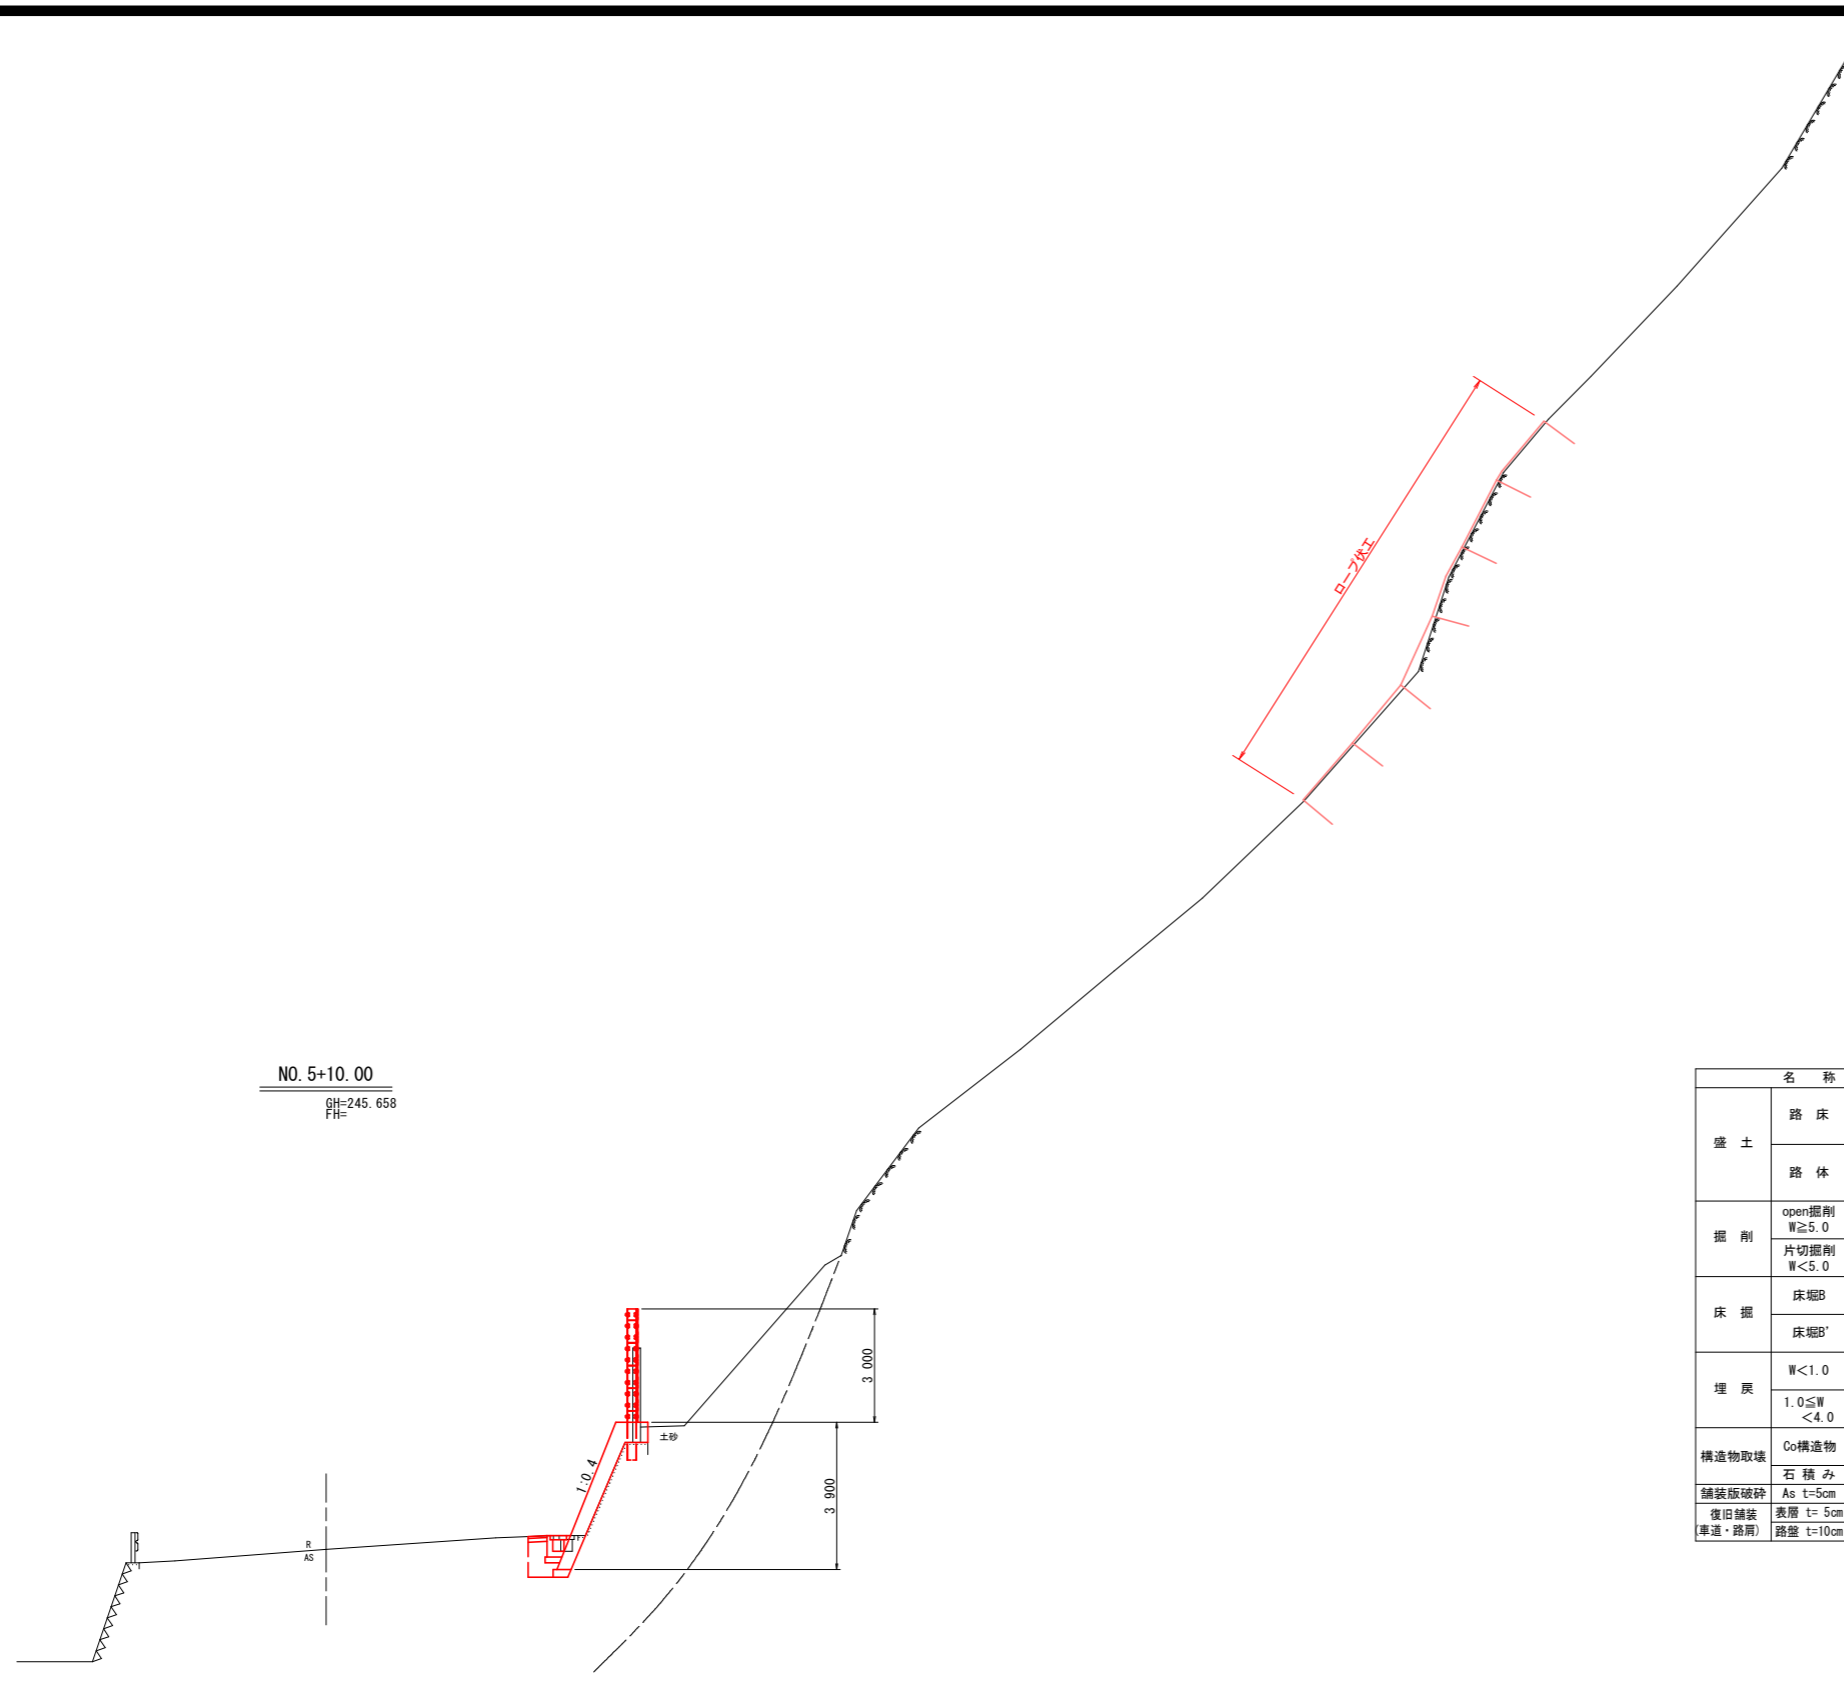 ロープ伏工
NO.5+10.00
GH=245.658
FH=
3 000
土砂
1:0.4
3 900
R
AS
名　称
盛　土
路　床
路　体
掘　削
open掘削
W≧5.0
片切掘削
W<5.0
床　掘
床堀B
床堀B'
埋　戻
W<1.0
1.0≦W
<4.0
構造物取壊
Co構造物
石 積 み
舗装版破砕
As t=5cm
復旧舗装
(車道・路肩)
表層 t= 5cm
路盤 t=10cm